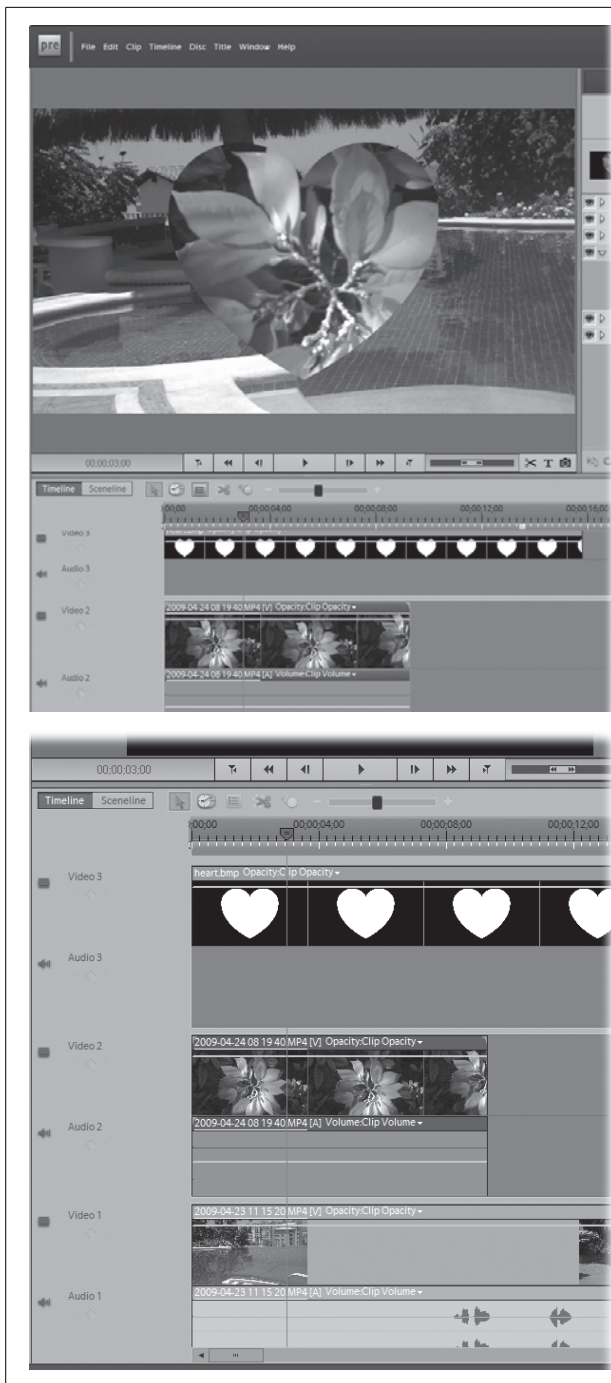 pre File Edit Clip Timeline Disc Title Window Help
00;00;03;00
Timeline Sceneline
;00;00 00;00;04;00 00;00;08;00 00;00;12;00 00;00;16;00
Video 3
Audio 3
Video 2
2009-04-24 08 19 40.MP4 [V] Opacity:Clip Opacity
Audio 2
2009-04-24 08 19 40.MP4 [A] Volume:Clip Volume
00;00;03;00
Timeline Sceneline
;00;00 00;00;04;00 00;00;08;00 00;00;12;00
Video 3
heart.bmp Opacity:Clip Opacity
Audio 3
Video 2
2009-04-24 08 19 40.MP4 [V] Opacity:Clip Opacity
Audio 2
2009-04-24 08 19 40.MP4 [A] Volume:Clip Volume
Video 1
2009-04-23 11 15 20.MP4 [V] Opacity:Clip Opacity
Audio 1
2009-04-23 11 15 20.MP4 [A] Volume:Clip Volume